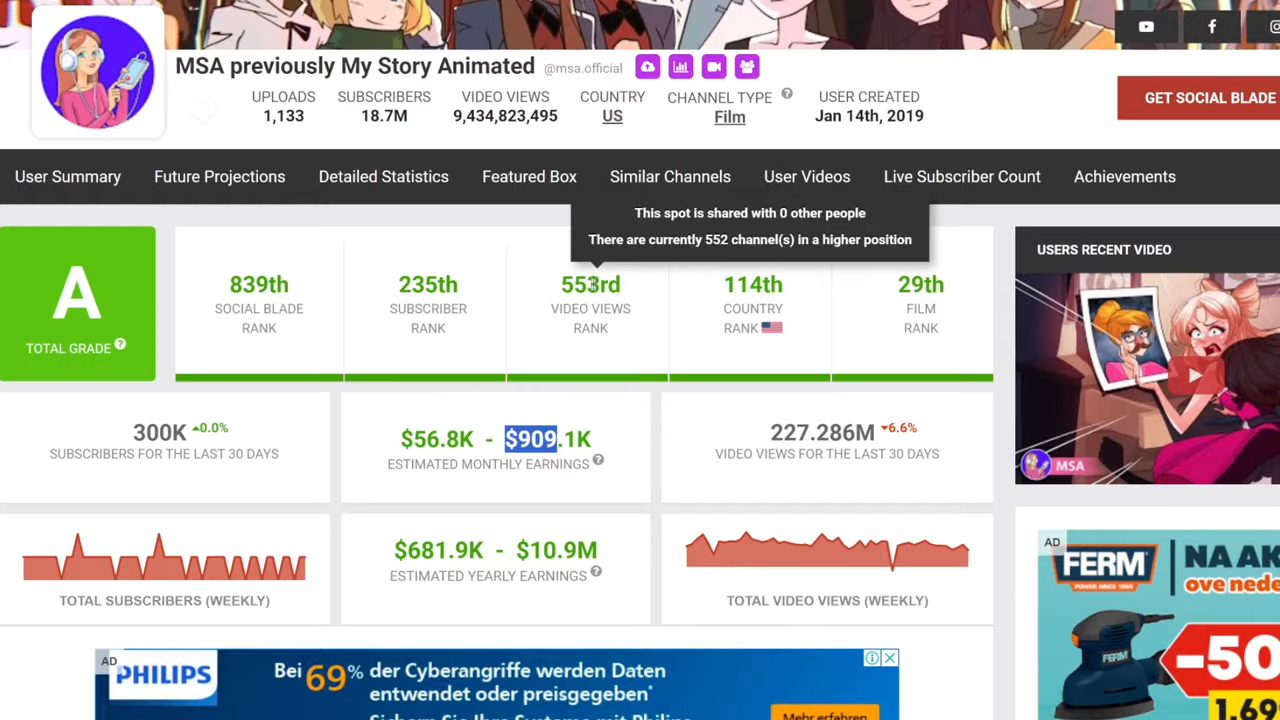 MSA previously My Story Animated @msa.official
UPLOADS
1,133
SUBSCRIBERS
18.7M
VIDEO VIEWS
9,434,823,495
COUNTRY
US
CHANNEL TYPE
Film
USER CREATED
Jan 14th, 2019
GET SOCIAL BLADE
User Summary
Future Projections
Detailed Statistics
Featured Box
Similar Channels
User Videos
Live Subscriber Count
Achievements
This spot is shared with 0 other people
There are currently 552 channel(s) in a higher position
A
TOTAL GRADE
839th
SOCIAL BLADE
RANK
235th
SUBSCRIBER
RANK
553rd
VIDEO VIEWS
RANK
114th
COUNTRY
RANK
29th
FILM
RANK
USERS RECENT VIDEO
MSA
300K 0.0%
SUBSCRIBERS FOR THE LAST 30 DAYS
$56.8K - $909.1K
ESTIMATED MONTHLY EARNINGS
227.286M 6.6%
VIDEO VIEWS FOR THE LAST 30 DAYS
TOTAL SUBSCRIBERS (WEEKLY)
$681.9K - $10.9M
ESTIMATED YEARLY EARNINGS
TOTAL VIDEO VIEWS (WEEKLY)
AD
PHILIPS
Bei 69% der Cyberangriffe werden Daten
entwendet oder preisgegeben*
Mehr erfahren
AD
FERM
POWER SINCE 1965
NA AK
ove nede
-50
1.69